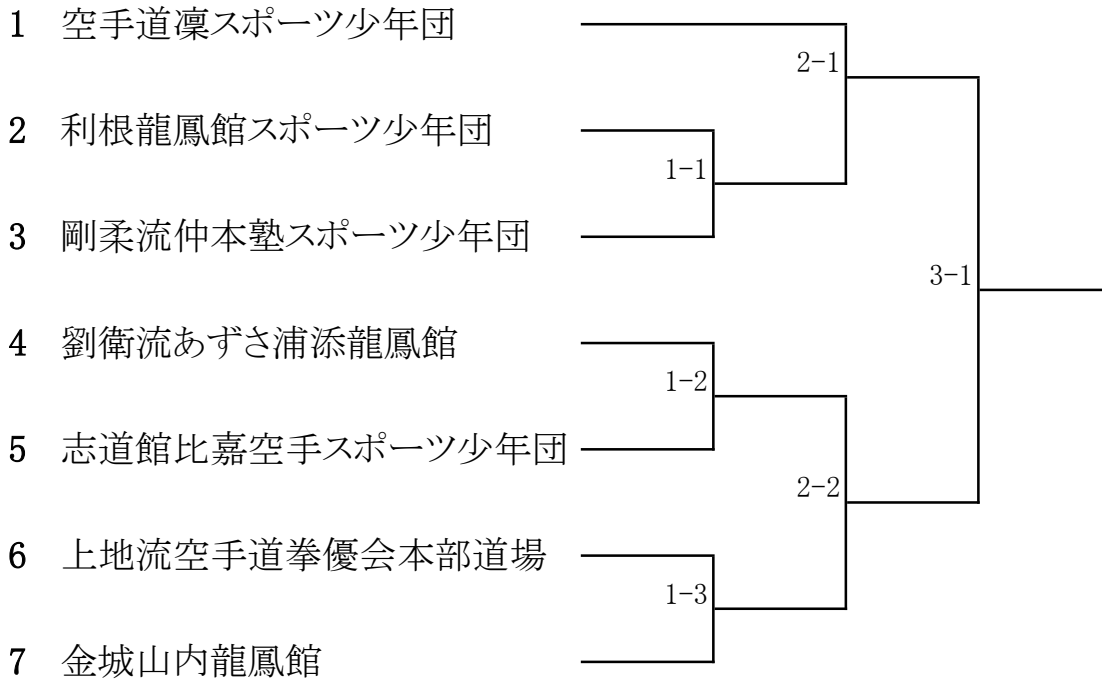 1 空手道凜スポーツ少年団
2-1
2 利根龍鳳館スポーツ少年団
1-1
3 剛柔流仲本塾スポーツ少年団
3-1
4 劉衛流あずさ浦添龍鳳館
1-2
5 志道館比嘉空手スポーツ少年団
2-2
6 上地流空手道拳優会本部道場
1-3
7 金城山内龍鳳館